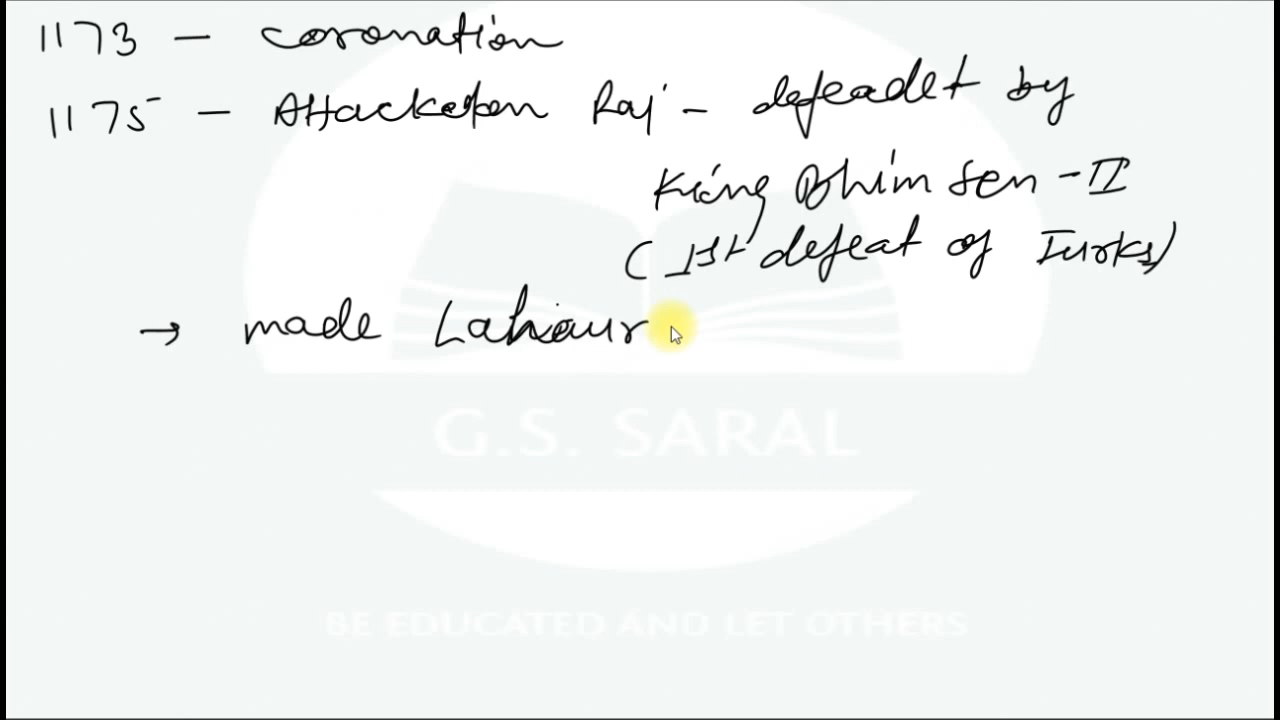 1173 - coronation
1175 - Attacked on Raj - defeadet by
King Bhim Sen - II
(1st defeat of Turks)
→ made Lahaur
G.S. SARAL
BE EDUCATED AND LET OTHERS